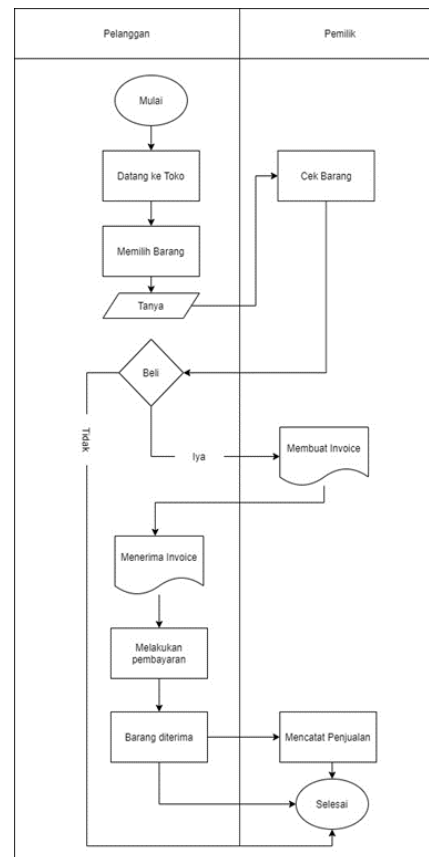 Pelanggan
Pemilik
Mulai
Datang ke Toko
Cek Barang
Memilih Barang
Tanya
Beli
Tidak
Iya
Membuat Invoice
Menerima Invoice
Melakukan
pembayaran
Barang diterima
Mencatat Penjualan
Selesai